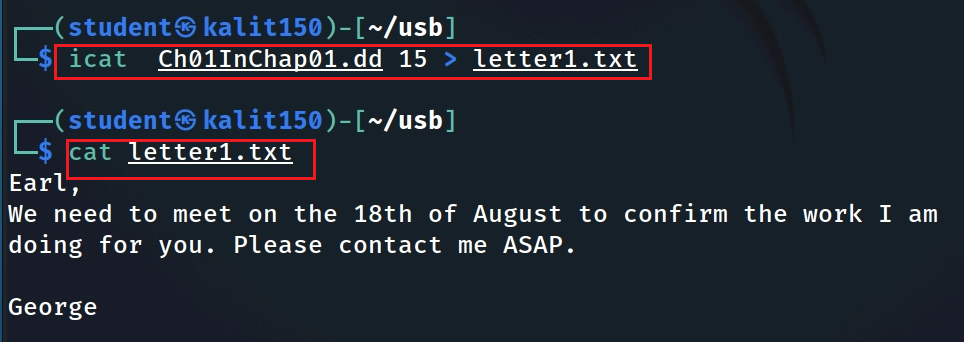 (student㉿kalit150)-[~/usb]
$ icat  Ch01InChap01.dd 15 > letter1.txt
(student㉿kalit150)-[~/usb]
$ cat letter1.txt
Earl,
We need to meet on the 18th of August to confirm the work I am
doing for you. Please contact me ASAP.
George